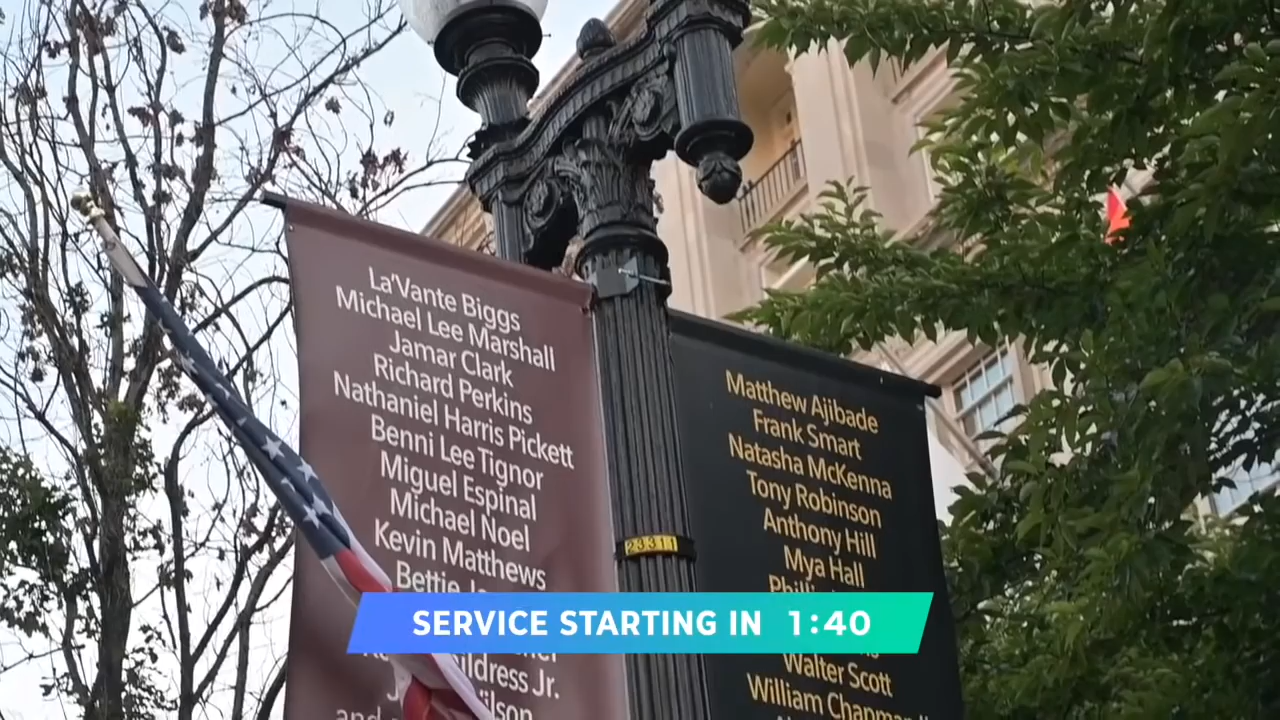 La'Vante Biggs
Michael Lee Marshall
Jamar Clark
Richard Perkins
Nathaniel Harris Pickett
Benni Lee Tignor
Miguel Espinal
Michael Noel
Kevin Matthews
Bettie
ildress Jr.
and
Matthew Ajibade
Frank Smart
Natasha McKenna
Tony Robinson
Anthony Hill
Mya Hall
Walter Scott
William
23311
SERVICE STARTING IN 1:40